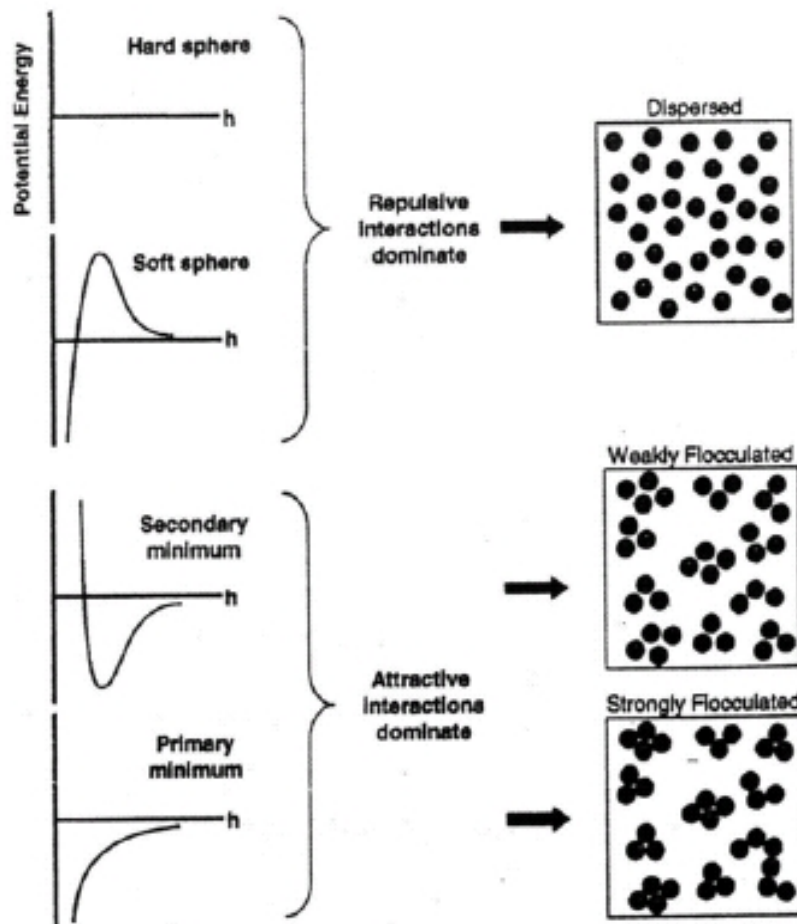 Potential Energy
Hard sphere
h
Soft sphere
h
Repulsive
interactions
dominate
Dispersed
Secondary
minimum
h
Primary
minimum
h
Attractive
interactions
dominate
Weakly Flocculated
Strongly Flocculated